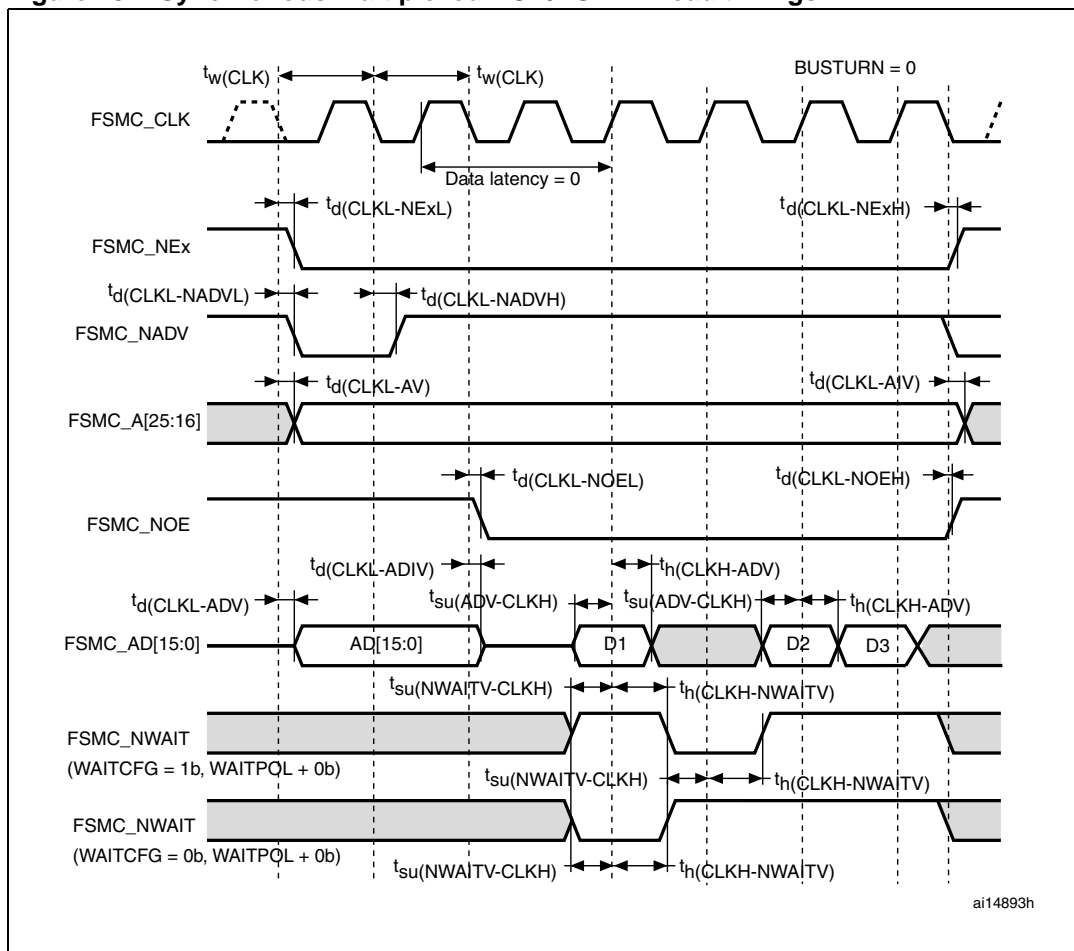 tw(CLK) tw(CLK) BUSTURN = 0
FSMC_CLK
Data latency = 0
td(CLKL-NExL) td(CLKL-NExH)
FSMC_NEx
td(CLKL-NADVL) td(CLKL-NADVH)
FSMC_NADV
td(CLKL-AV) td(CLKL-AIV)
FSMC_A[25:16]
td(CLKL-NOEL) td(CLKL-NOEH)
FSMC_NOE
td(CLKL-ADIV) th(CLKH-ADV)
td(CLKL-ADV) tsu(ADV-CLKH) tsu(ADV-CLKH) th(CLKH-ADV)
FSMC_AD[15:0] AD[15:0] D1 D2 D3
tsu(NWAITV-CLKH) th(CLKH-NWAITV)
FSMC_NWAIT
(WAITCFG = 1b, WAITPOL + 0b)
tsu(NWAITV-CLKH) th(CLKH-NWAITV)
FSMC_NWAIT
(WAITCFG = 0b, WAITPOL + 0b)
tsu(NWAITV-CLKH) th(CLKH-NWAITV)
ai14893h